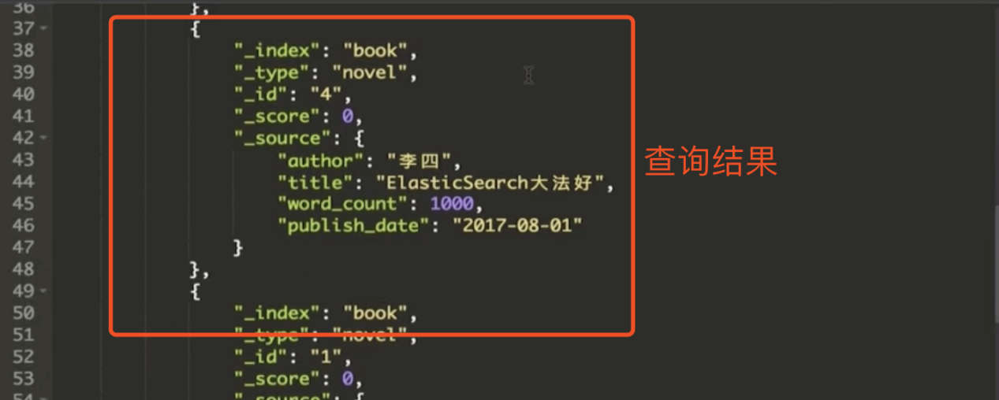 36 },
37 {
38 "_index": "book",
39 "_type": "novel",
40 "_id": "4",
41 "_score": 0,
42 "_source": {
43 "author": "李四",
44 "title": "ElasticSearch大法好",
45 "word_count": 1000,
46 "publish_date": "2017-08-01"
47 }
48 },
49 {
50 "_index": "book",
51 "_type": "novel",
52 "_id": "1",
53 "_score": 0,
54 "_source": {
查询结果